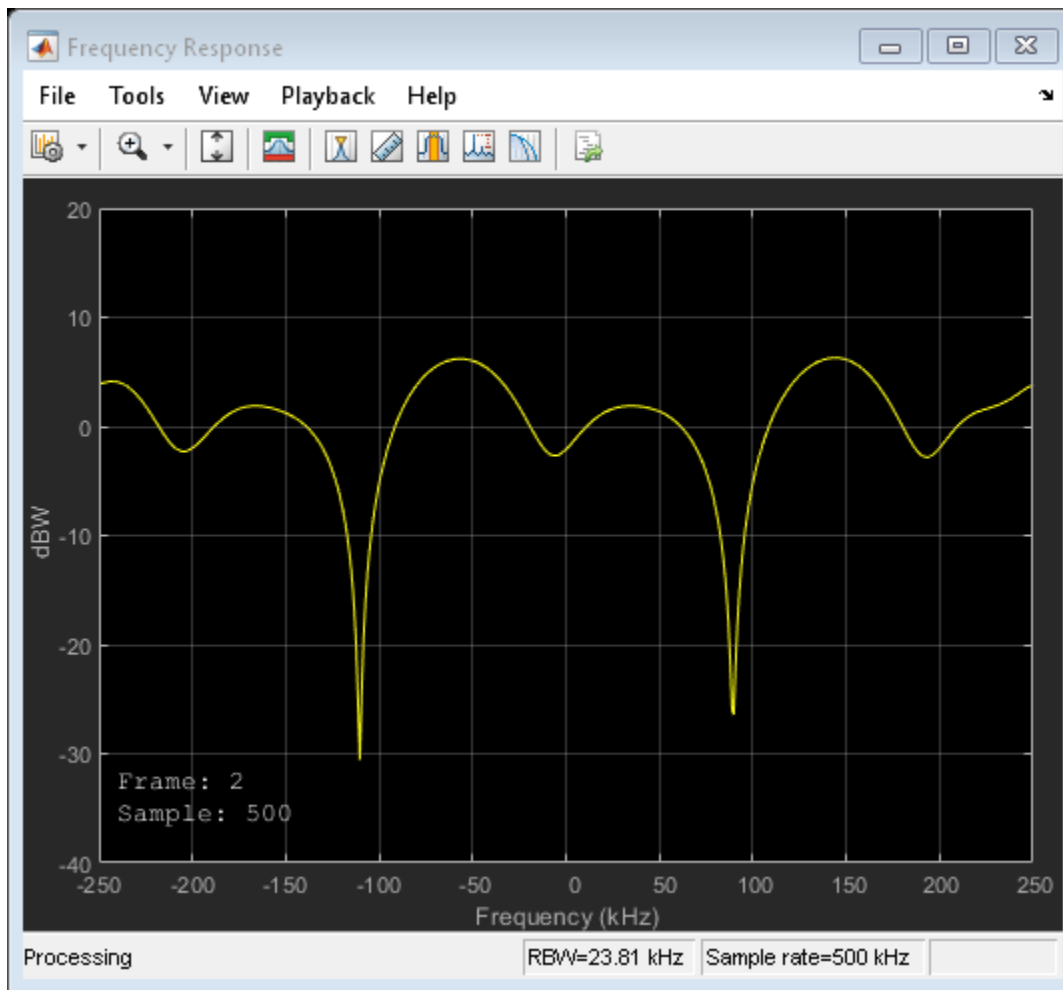 Frequency Response
File Tools View Playback Help
20
10
0
-10
-20
-30
-40
dBW
Frame: 2
Sample: 500
-250 -200 -150 -100 -50 0 50 100 150 200 250
Frequency (kHz)
Processing RBW=23.81 kHz Sample rate=500 kHz